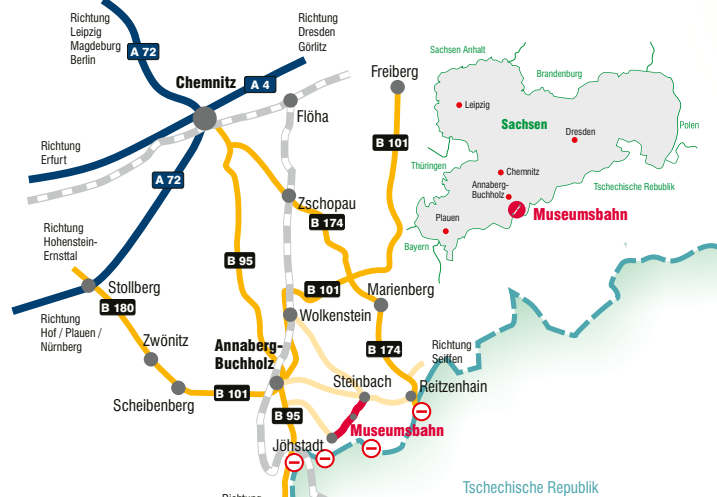 Richtung
Leipzig
Magdeburg
Berlin
A 72
Richtung
Dresden
Görlitz
Chemnitz
A 4
Freiberg
Flöha
Richtung
Erfurt
A 72
B 101
Zschopau
B 174
Richtung
Hohenstein-
Ernsttal
B 95
B 101
Stollberg
B 180
Marienberg
Wolkenstein
Richtung
Hof / Plauen /
Nürnberg
Zwönitz
Annaberg-
Buchholz
B 174
Richtung
Seiffen
Steinbach
Reitzenhain
Scheibenberg
B 101
B 95
Museumsbahn
Jöhstadt
Tschechische Republik
Sachsen Anhalt
Brandenburg
Leipzig
Sachsen
Dresden
Polen
Thüringen
Chemnitz
Annaberg-
Buchholz
Tschechische Rebublik
Plauen
Museumsbahn
Bayern